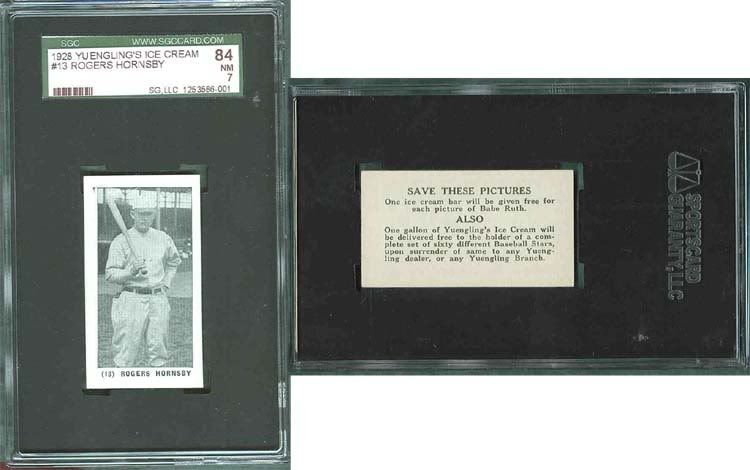 SGC WWW.SGCCARD.COM
1928 YUENGLING'S ICE CREAM 84
#13 ROGERS HORNSBY NM
7
SG, LLC 1253586-001
(13) ROGERS HORNSBY
SAVE THESE PICTURES
One ice cream bar will be given free for
each picture of Babe Ruth.
ALSO
One gallon of Yuengling's Ice Cream will
be delivered free to the holder of a com-
plete set of sixty different Baseball Stars,
upon surrender of same to any Yueng-
ling dealer, or any Yuengling Branch.
SPORTSCARD
GUARANTY, LLC